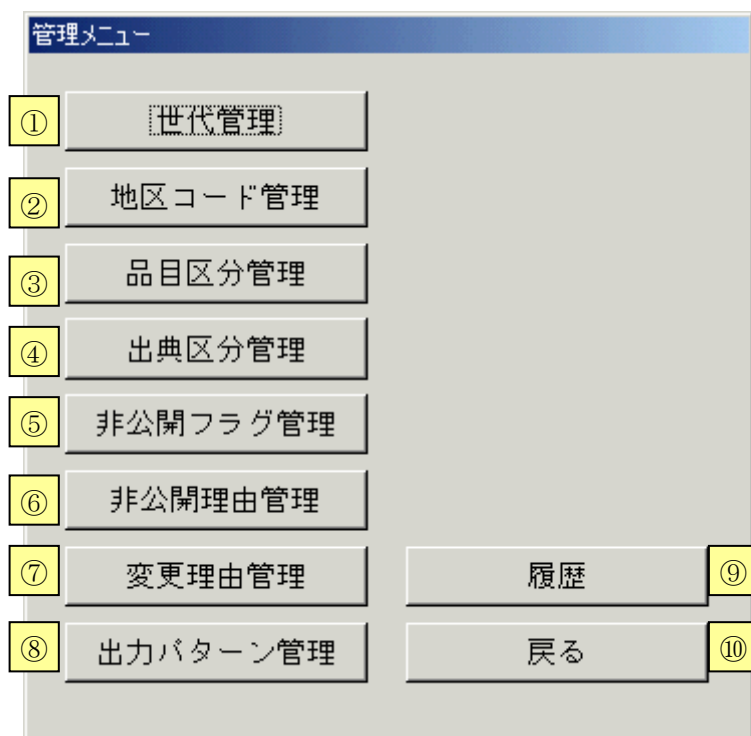 管理メニュー
① 世代管理
② 地区コード管理
③ 品目区分管理
④ 出典区分管理
⑤ 非公開フラグ管理
⑥ 非公開理由管理
⑦ 変更理由管理 履歴 ⑨
⑧ 出力パターン管理 戻る ⑩